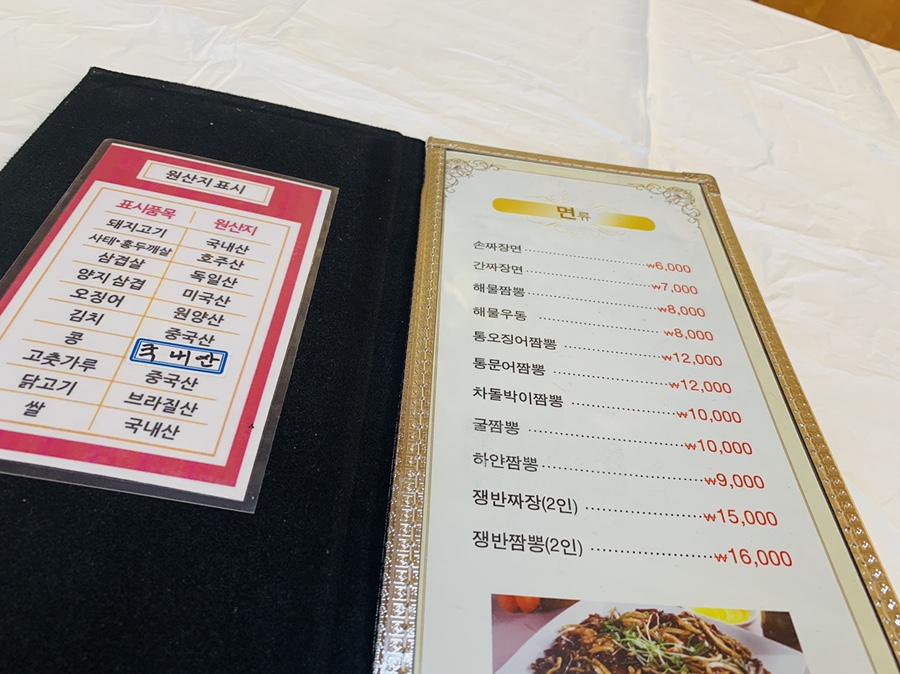 원산지 표시
표시품목 원산지
돼지고기 국내산
사태·홍두깨살 호주산
삼겹살 독일산
양지 삼겹 미국산
오징어 원양산
김치 중국산
콩 국내산
고춧가루 중국산
닭고기 브라질산
쌀 국내산
면류
손짜장면 ₩6,000
간짜장면 ₩7,000
해물짬뽕 ₩8,000
해물우동 ₩8,000
통오징어짬뽕 ₩12,000
통문어짬뽕 ₩12,000
차돌박이짬뽕 ₩10,000
굴짬뽕 ₩10,000
하얀짬뽕 ₩9,000
쟁반짜장(2인) ₩15,000
쟁반짬뽕(2인) ₩16,000